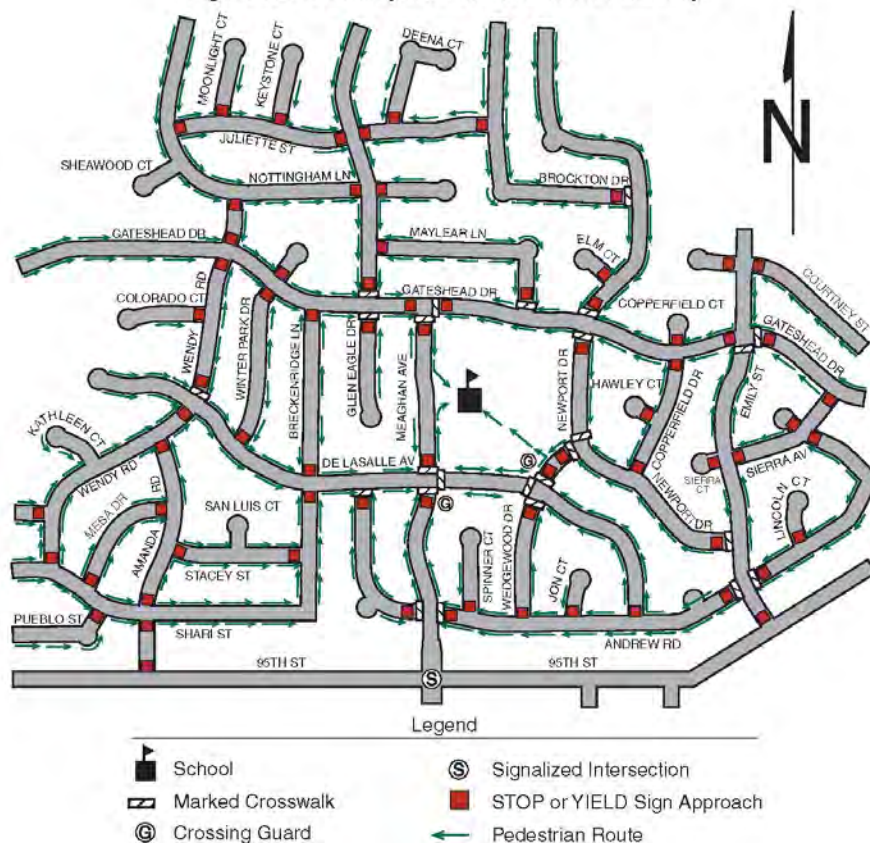 DEENA CT
MOONLIGHT CT
KEYSTONE CT
N
JULIETTE ST
SHEAWOOD CT
NOTTINGHAM LN
BROCKTON DR
GATESHEAD DR
MAYLEAR LN
ELM CT
COURTNEY ST
COLORADO CT
WENDY RD
WINTER PARK DR
BRECKENRIDGE LN
GLEN EAGLE DR
GATESHEAD DR
MEAGHAN AVE
COPPERFIELD CT
GATESHEAD DR
NEWPORT DR
HAWLEY CT
COPPERFIELD DR
EMILY ST
KATHLEEN CT
WENDY RD
DE LASALLE AV
G
G
SIERRA CT
SIERRA AV
MESA DR
AMANDA RD
SAN LUIS CT
STACEY ST
SPINNER CT
WEDGEWOOD DR
JON CT
NEWPORT DR
LINCOLN CT
PUEBLO ST
SHARI ST
ANDREW RD
95TH ST
S
95TH ST
Legend
School
S Signalized Intersection
Marked Crosswalk
STOP or YIELD Sign Approach
G Crossing Guard
Pedestrian Route